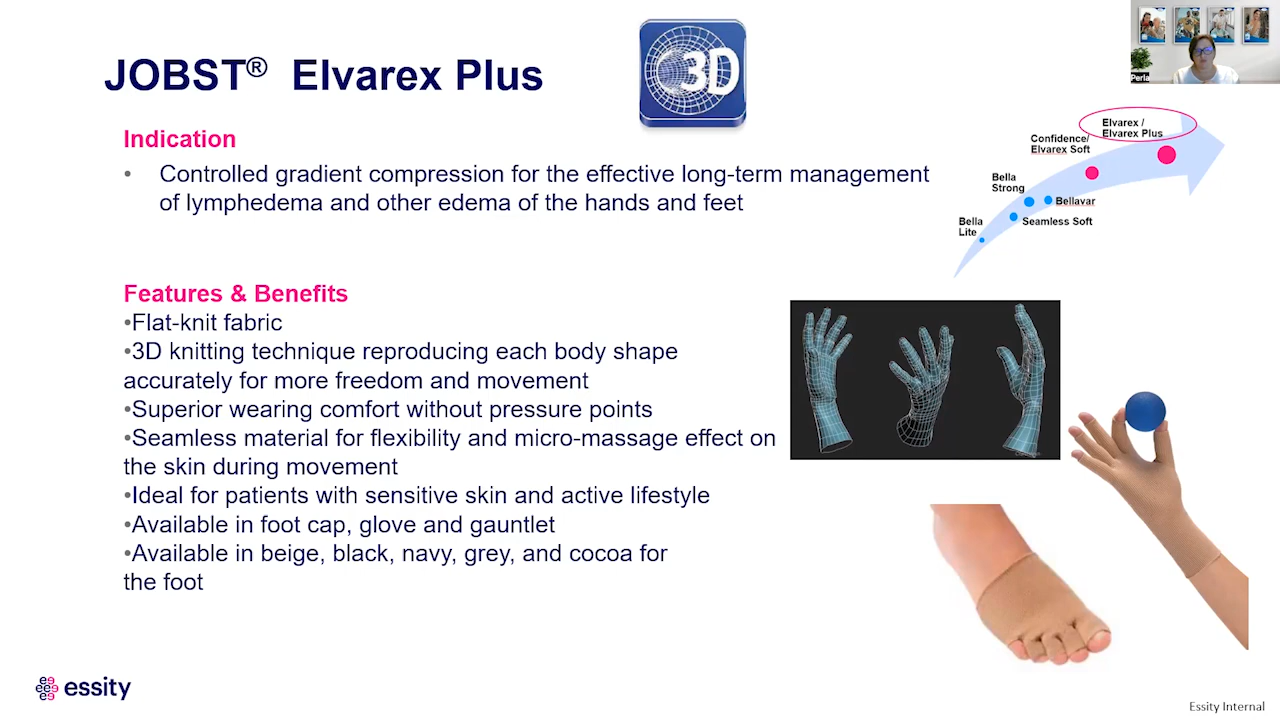 JOBST® Elvarex Plus
3D
Perla
Indication
• Controlled gradient compression for the effective long-term management
of lymphedema and other edema of the hands and feet
Elvarex /
Elvarex Plus
Confidence/
Elvarex Soft
Bella
Strong
Bellavar
Bella
Lite
Seamless Soft
Features & Benefits
•Flat-knit fabric
•3D knitting technique reproducing each body shape
accurately for more freedom and movement
•Superior wearing comfort without pressure points
•Seamless material for flexibility and micro-massage effect on
the skin during movement
•Ideal for patients with sensitive skin and active lifestyle
•Available in foot cap, glove and gauntlet
•Available in beige, black, navy, grey, and cocoa for
the foot
essity
Essity Internal